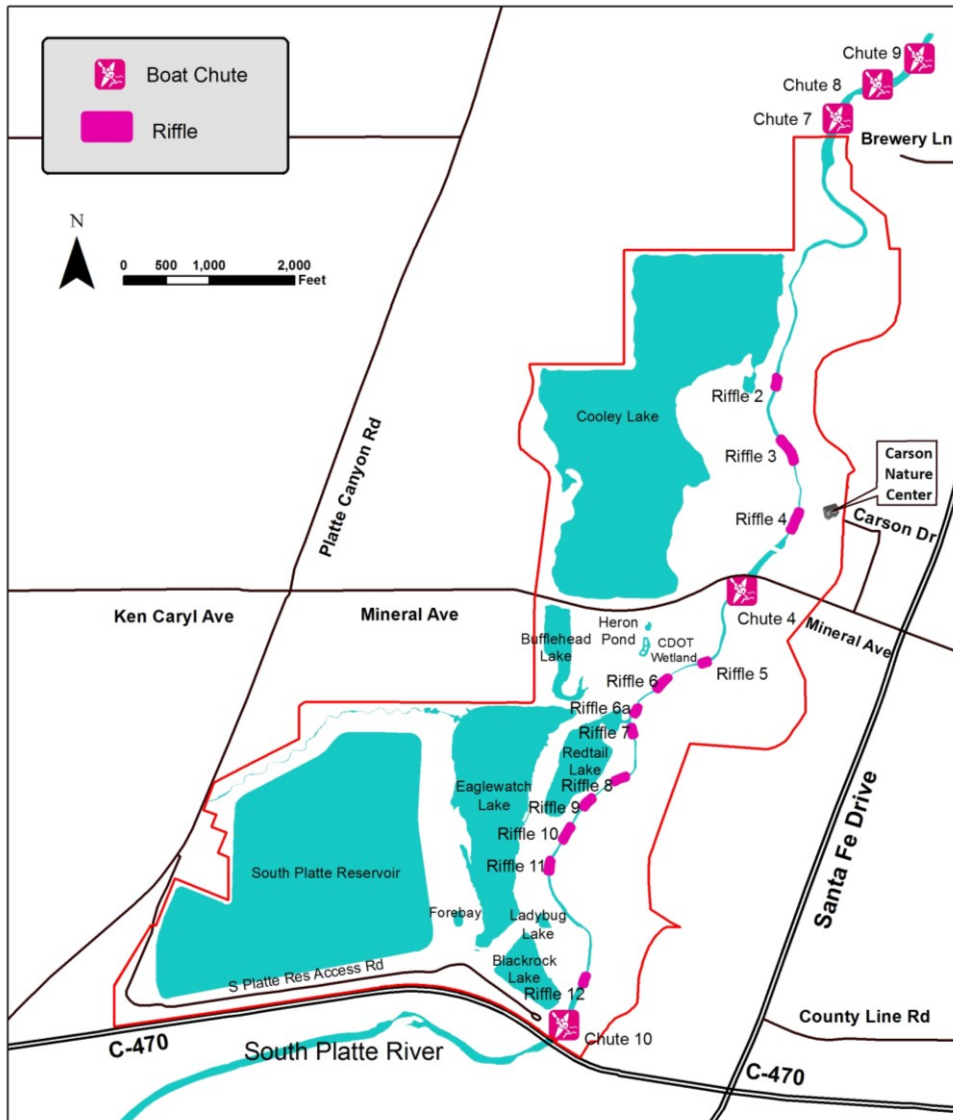 Boat Chute
Riffle
N
0 500 1,000 2,000
Feet
Chute 9
Chute 8
Chute 7
Brewery Ln
Platte Canyon Rd
Cooley Lake
Riffle 2
Riffle 3
Riffle 4
Carson
Nature
Center
Carson Dr
Ken Caryl Ave
Mineral Ave
Chute 4
Mineral Ave
Bufflehead
Lake
Heron
Pond
CDOT
Wetland
Riffle 5
Riffle 6
Riffle 6a
Riffle 7
Redtail
Lake
Riffle 8
Eaglewatch
Lake
Riffle 9
Riffle 10
Riffle 11
Santa Fe Drive
South Platte Reservoir
Forebay
Ladybug
Lake
Blackrock
Lake
S Platte Res Access Rd
Riffle 12
Chute 10
County Line Rd
C-470
South Platte River
C-470